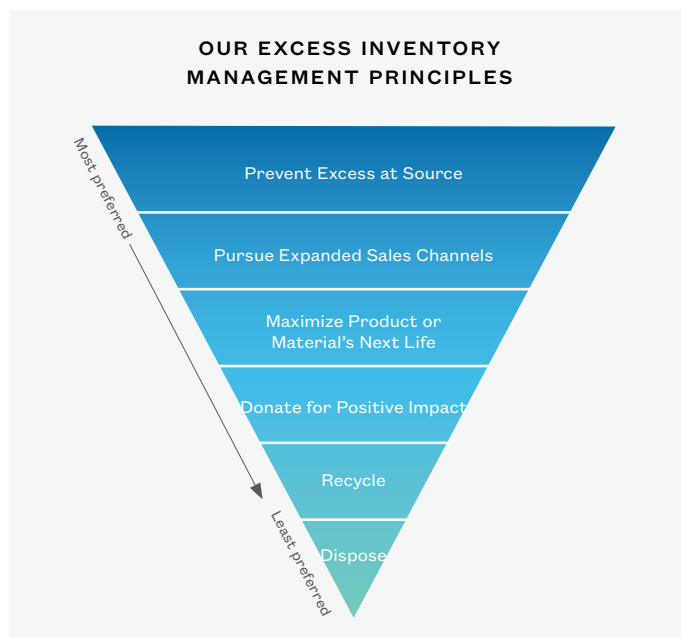 OUR EXCESS INVENTORY
MANAGEMENT PRINCIPLES
Most preferred
Prevent Excess at Source
Pursue Expanded Sales Channels
Maximize Product or
Material's Next Life
Donate for Positive Impact
Recycle
Dispose
Least preferred